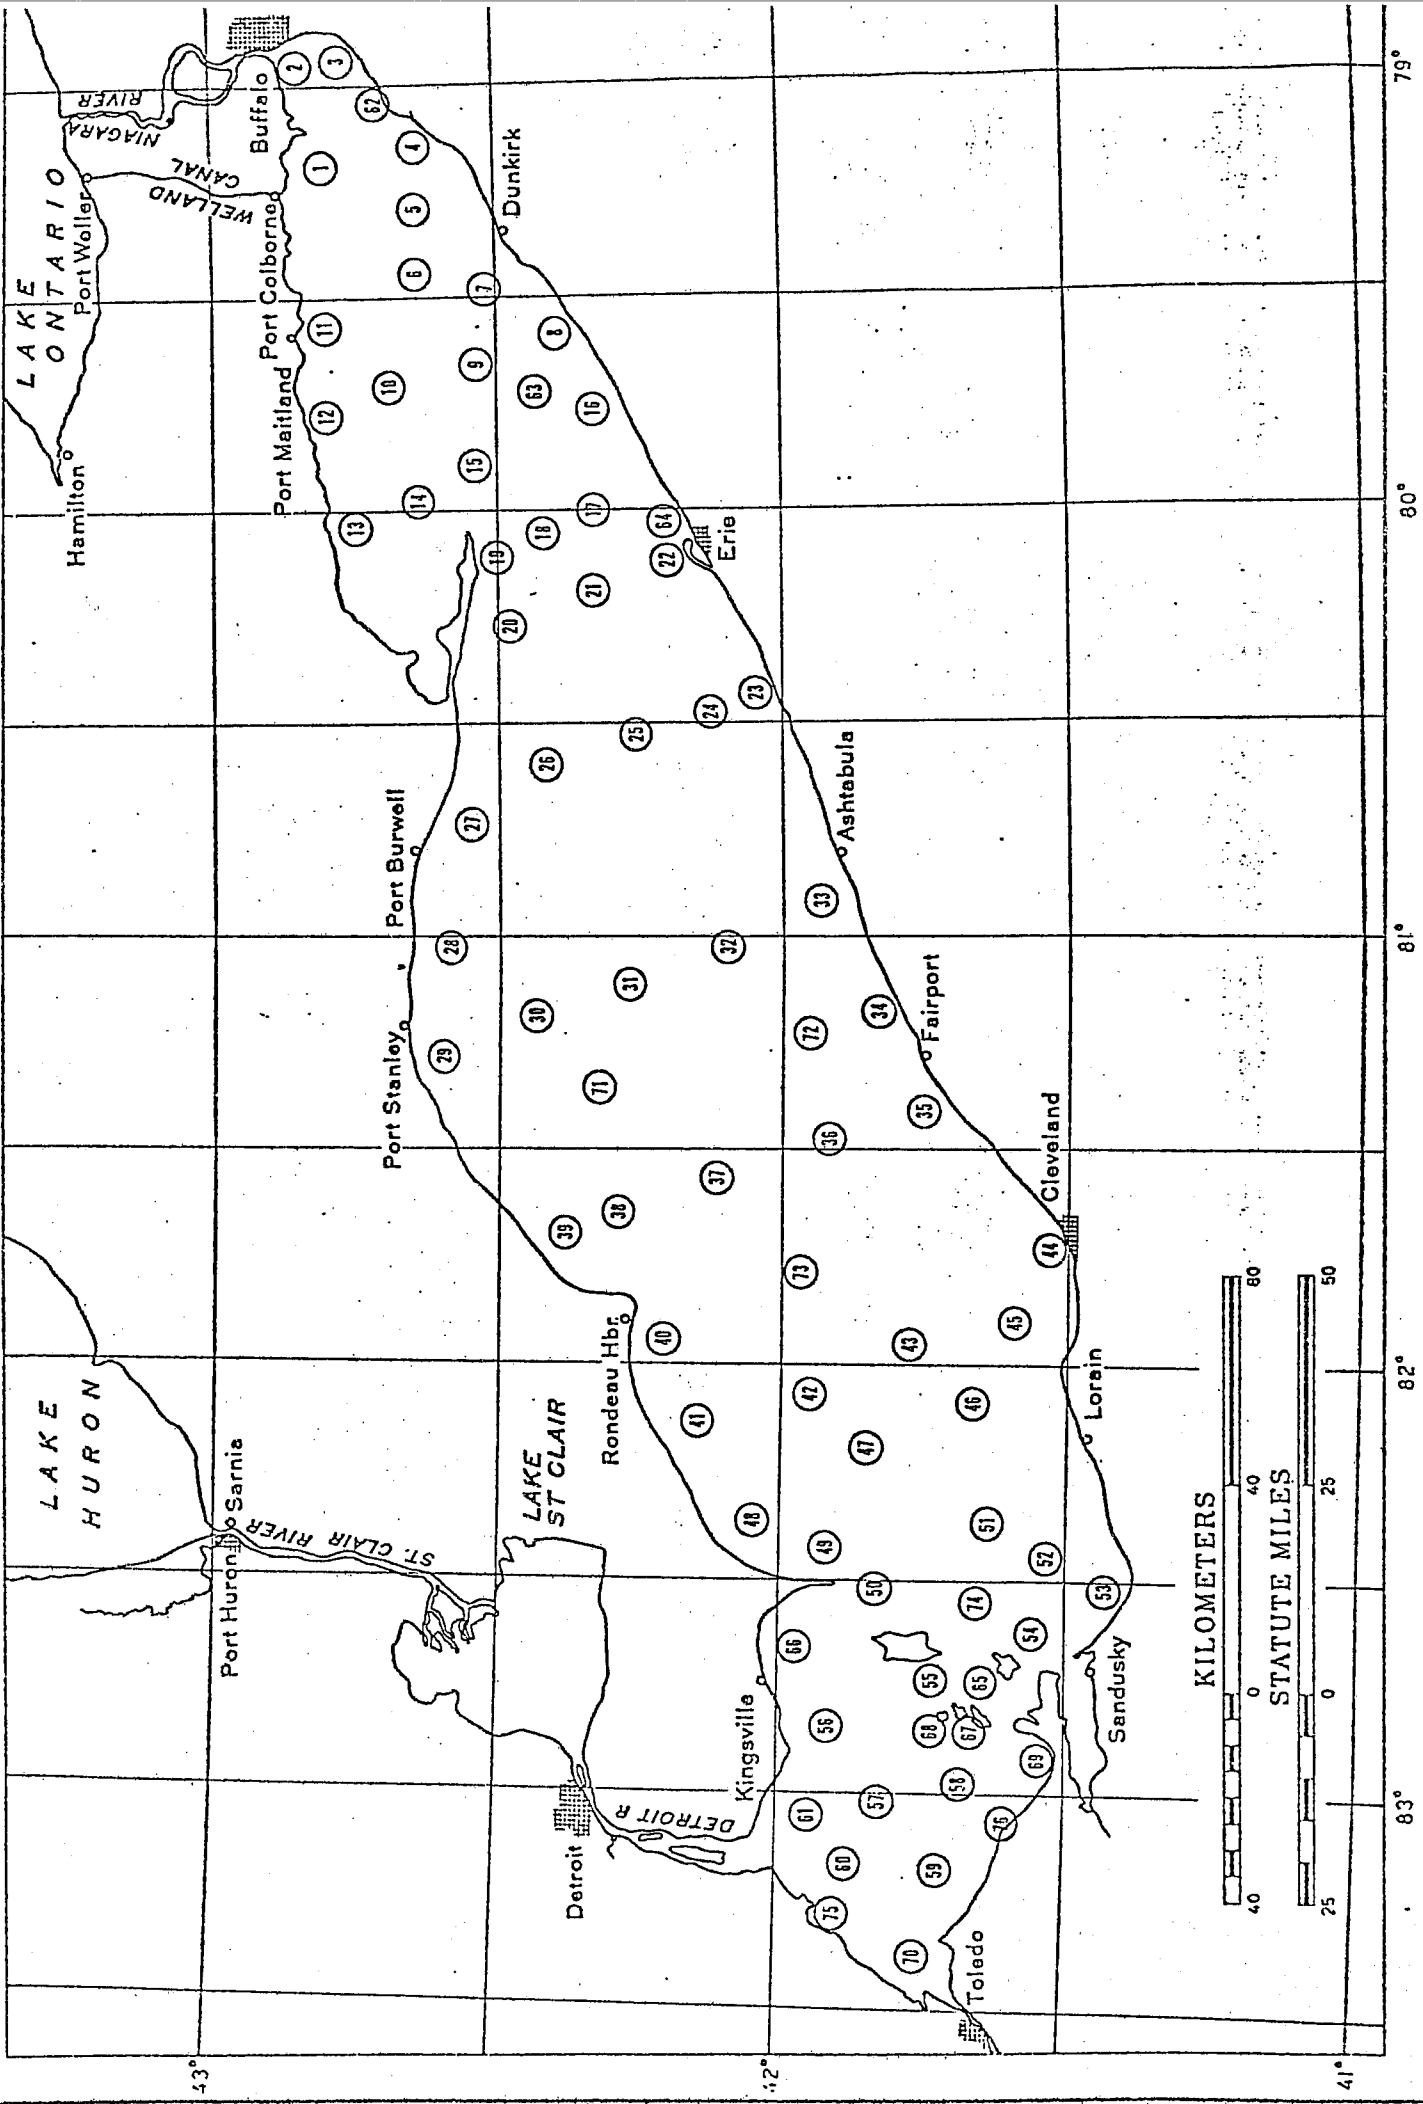 LAKE
HURON
LAKE
ONTARIO
Hamilton
Port Weller
NIAGARA
RIVER
WELLAND
CANAL
Buffalo
Port Colborne
Port Maitland
Sarnia
Port Huron
ST. CLAIR RIVER
LAKE
ST CLAIR
Detroit
DETROIT R
Kingsville
Rondeau Hbr.
Port Stanley
Port Burwell
Dunkirk
Erie
Ashtabula
Fairport
Cleveland
Lorain
Sandusky
Toledo
1
2
3
4
5
6
7
8
9
10
11
12
13
14
15
16
17
18
19
20
21
22
23
24
25
26
27
28
29
30
31
32
33
34
35
36
37
38
39
40
41
42
43
44
45
46
47
48
49
50
51
52
53
54
55
56
57
58
59
60
61
62
63
64
65
66
67
68
69
70
71
72
73
74
75
76
KILOMETERS
40 0 40 80
STATUTE MILES
25 0 25 50
43°
42°
41°
83°
82°
81°
80°
79°